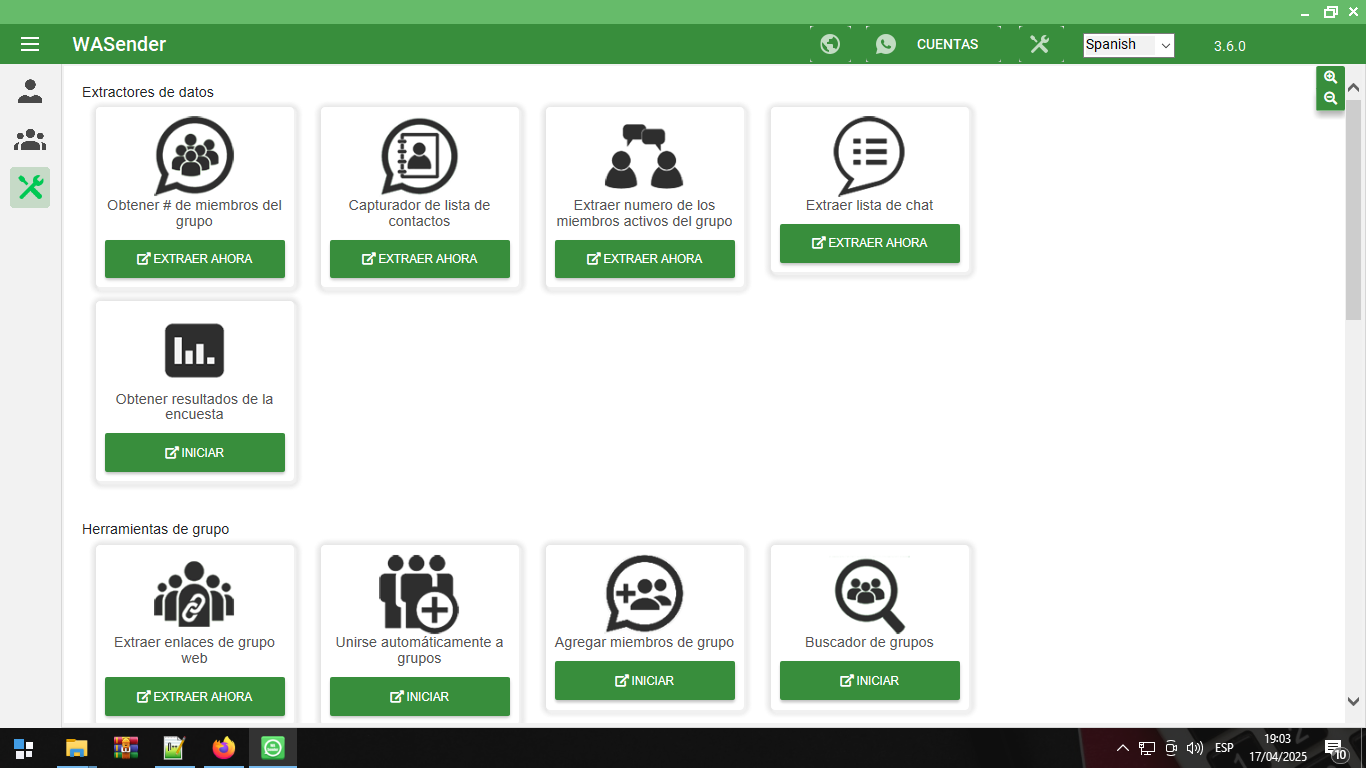 WASender
CUENTAS
Spanish
3.6.0
Extractores de datos
Obtener # de miembros del
grupo
EXTRAER AHORA
Capturador de lista de
contactos
EXTRAER AHORA
Extraer numero de los
miembros activos del grupo
EXTRAER AHORA
Extraer lista de chat
EXTRAER AHORA
Obtener resultados de la
encuesta
INICIAR
Herramientas de grupo
Extraer enlaces de grupo
web
EXTRAER AHORA
Unirse automáticamente a
grupos
INICIAR
Agregar miembros de grupo
INICIAR
Buscador de grupos
INICIAR
ESP
19:03
17/04/2025
10